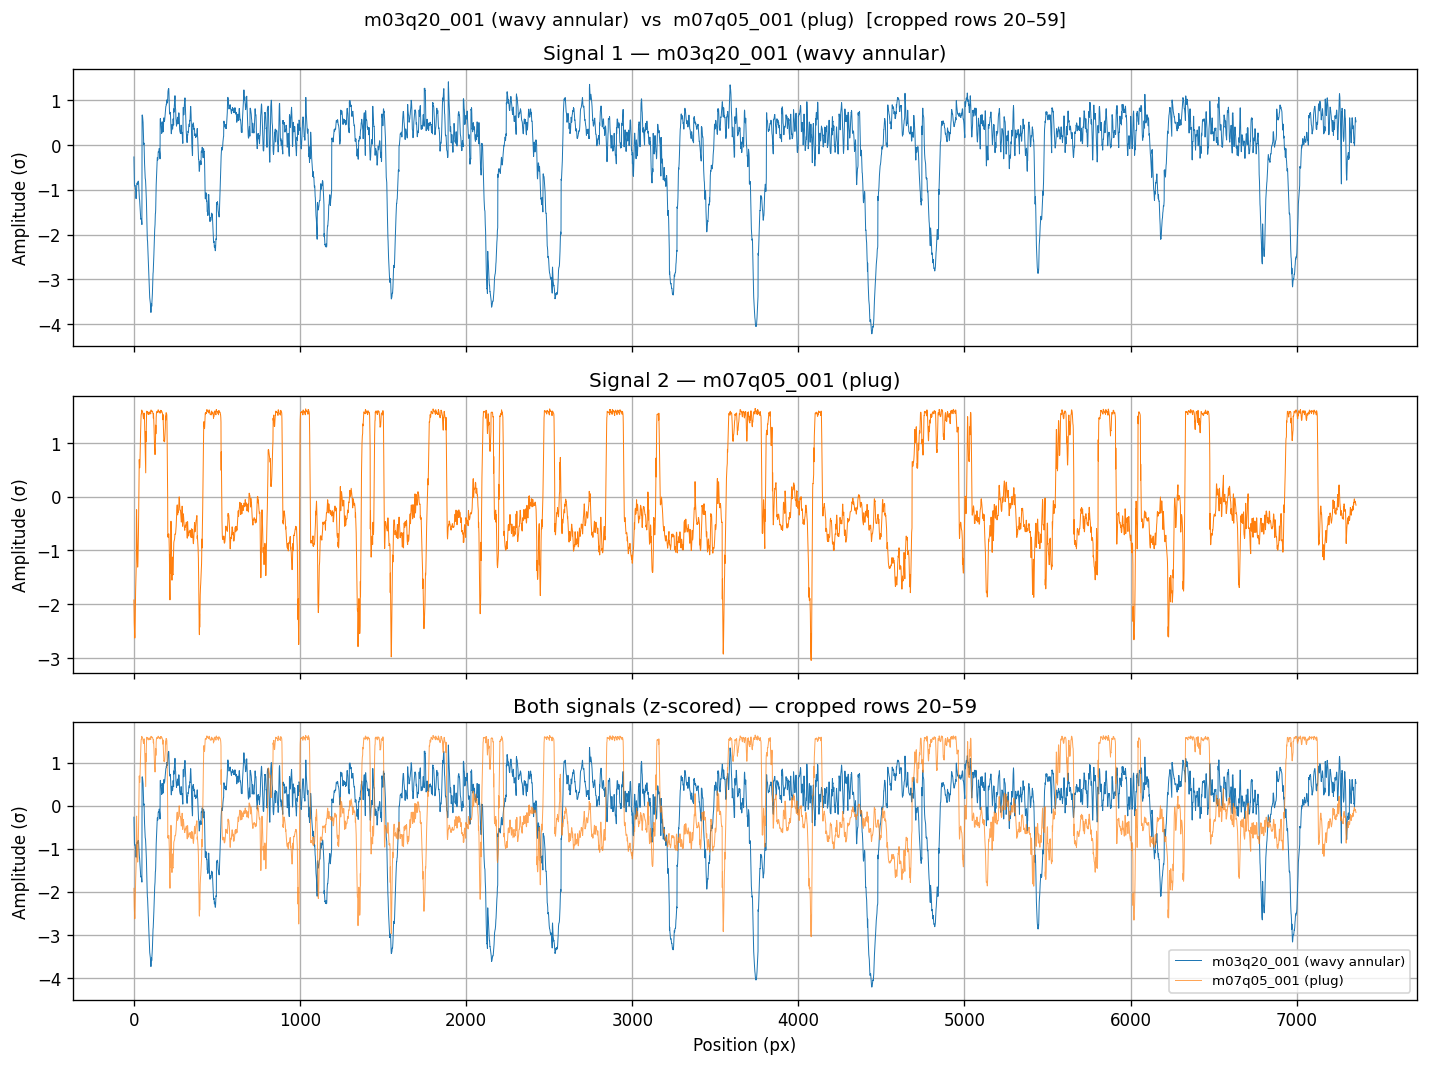 m03q20_001 (wavy annular)  vs  m07q05_001 (plug)  [cropped rows 20–59]
Signal 1 — m03q20_001 (wavy annular)
Amplitude (σ)
1
0
−1
−2
−3
−4
Signal 2 — m07q05_001 (plug)
Amplitude (σ)
1
0
−1
−2
−3
Both signals (z-scored) — cropped rows 20–59
Amplitude (σ)
1
0
−1
−2
−3
−4
m03q20_001 (wavy annular)
m07q05_001 (plug)
0 1000 2000 3000 4000 5000 6000 7000
Position (px)